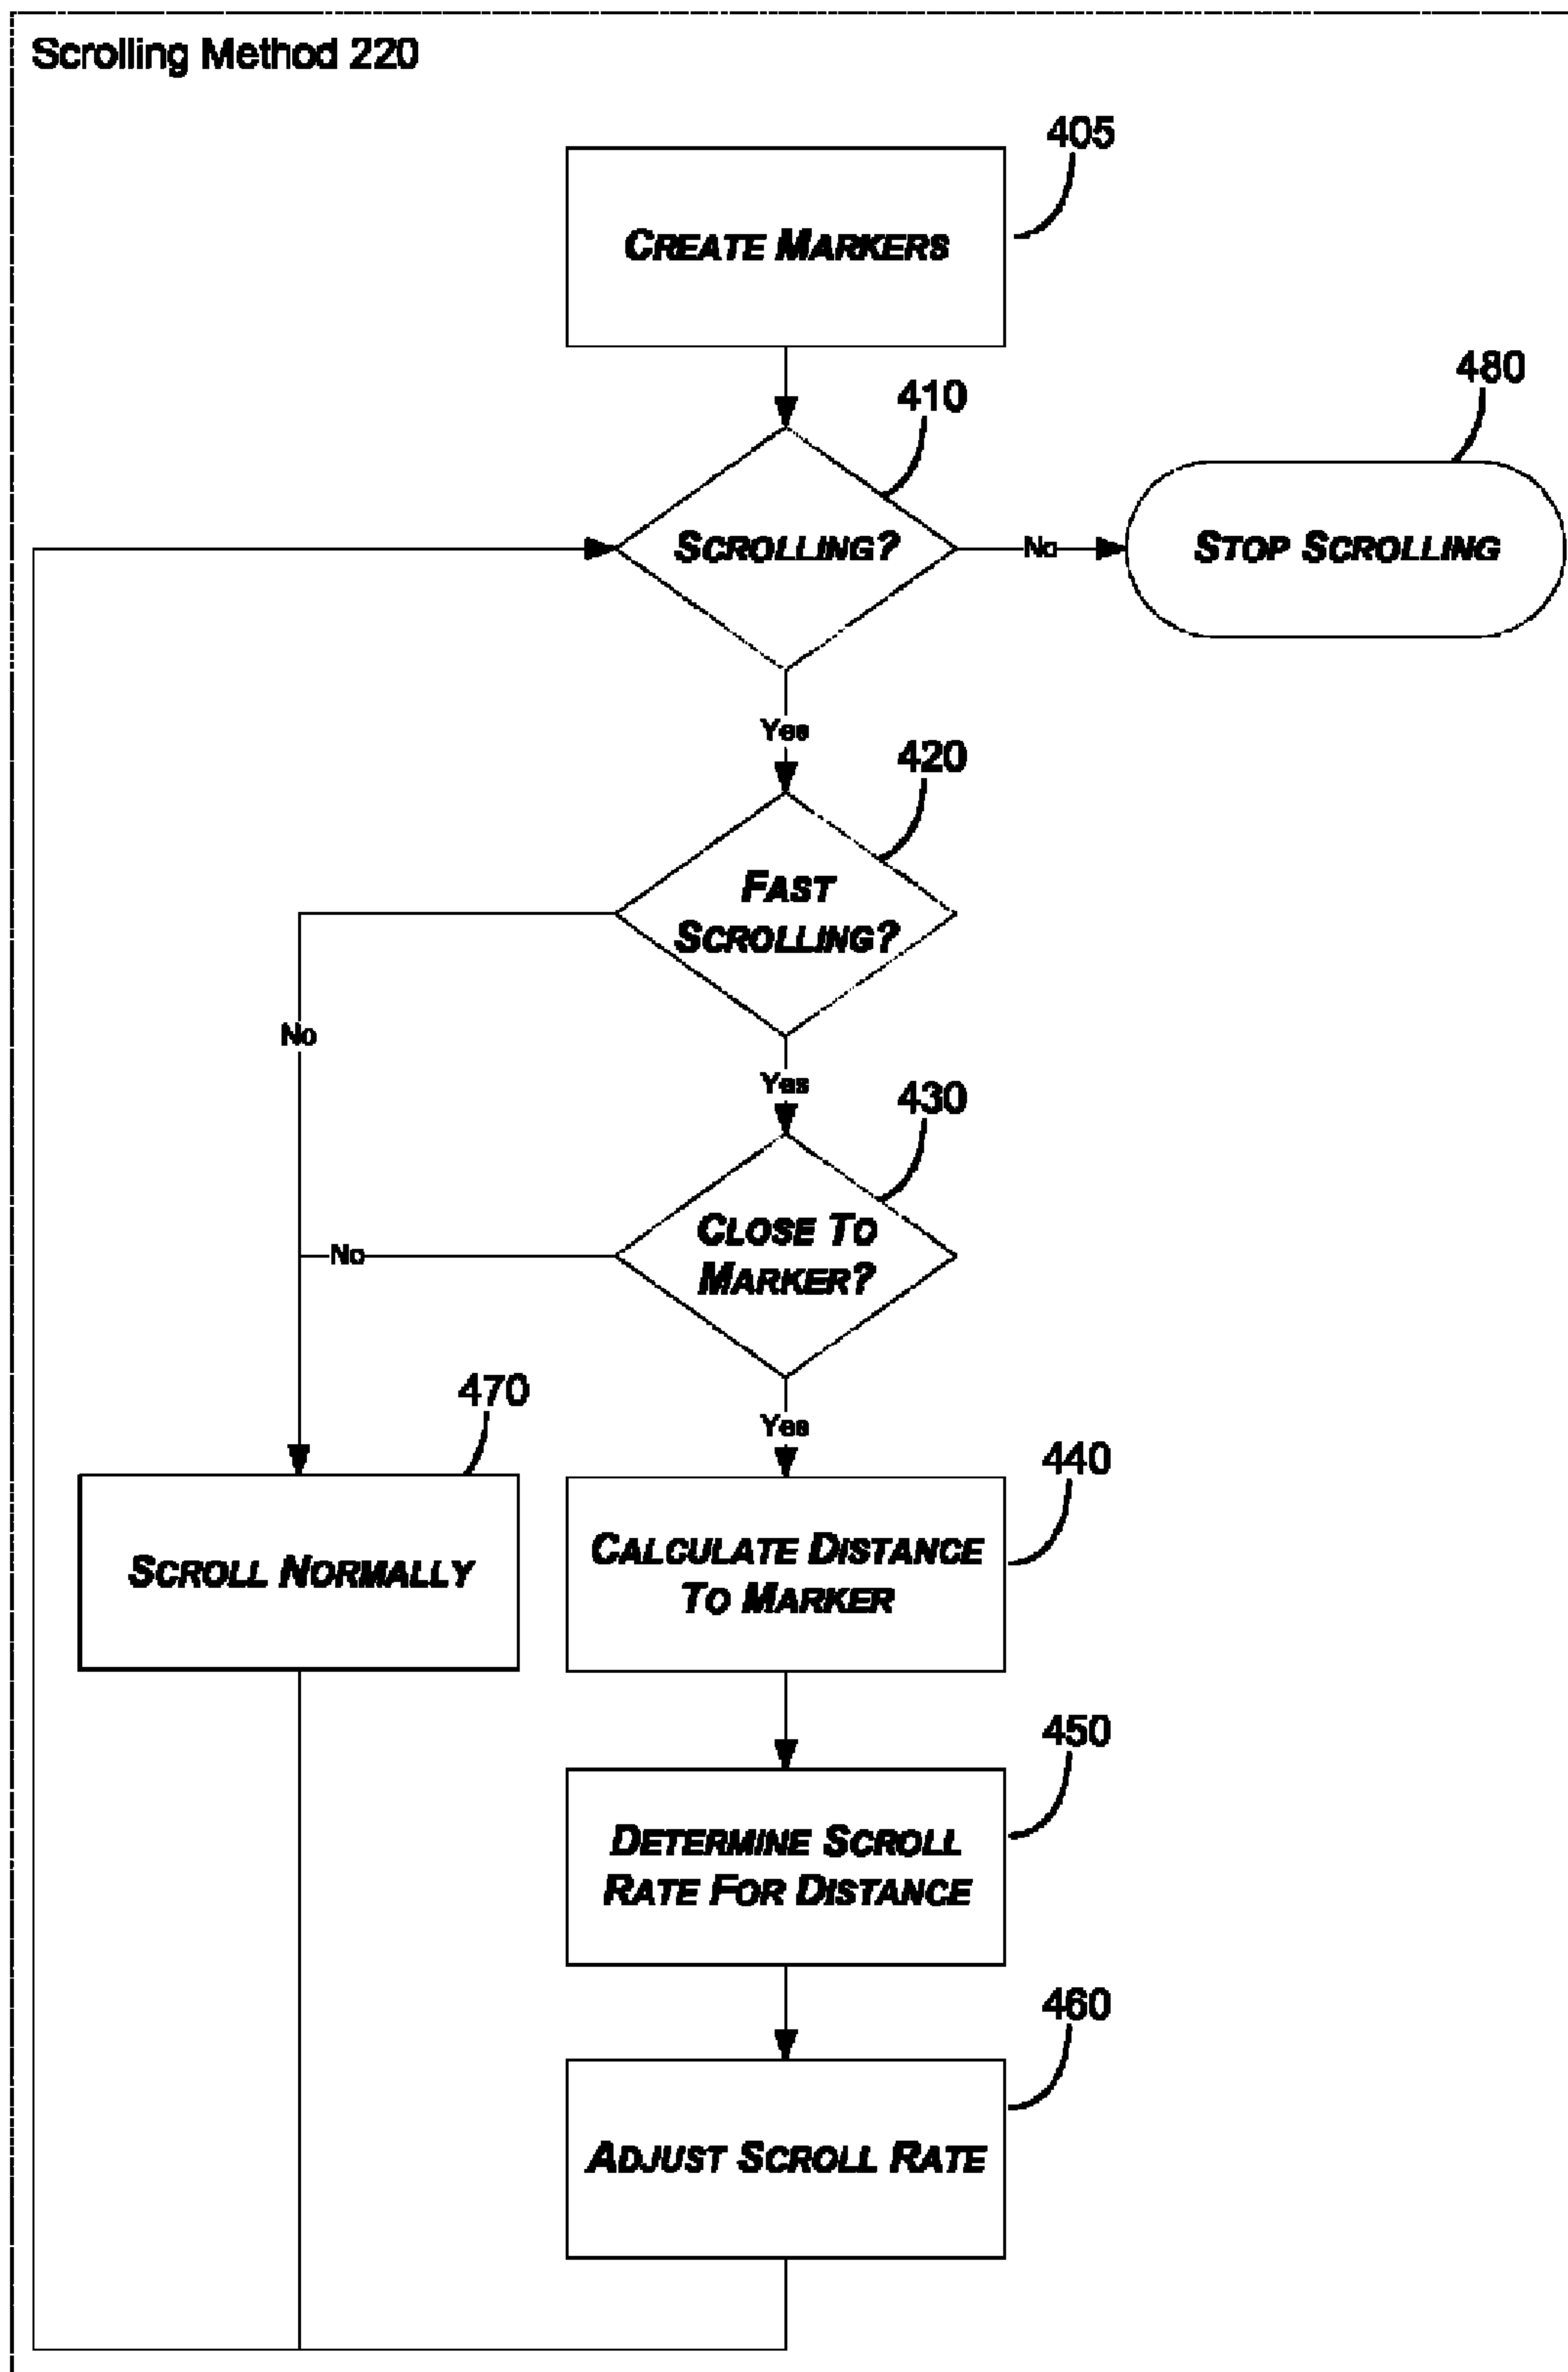 Scrolling Method 220
405
CREATE MARKERS
410
480
SCROLLING?
No
STOP SCROLLING
Yes
420
FAST
SCROLLING?
No
Yes
430
CLOSE TO
MARKER?
No
470
Yes
440
SCROLL NORMALLY
CALCULATE DISTANCE
TO MARKER
450
DETERMINE SCROLL
RATE FOR DISTANCE
460
ADJUST SCROLL RATE